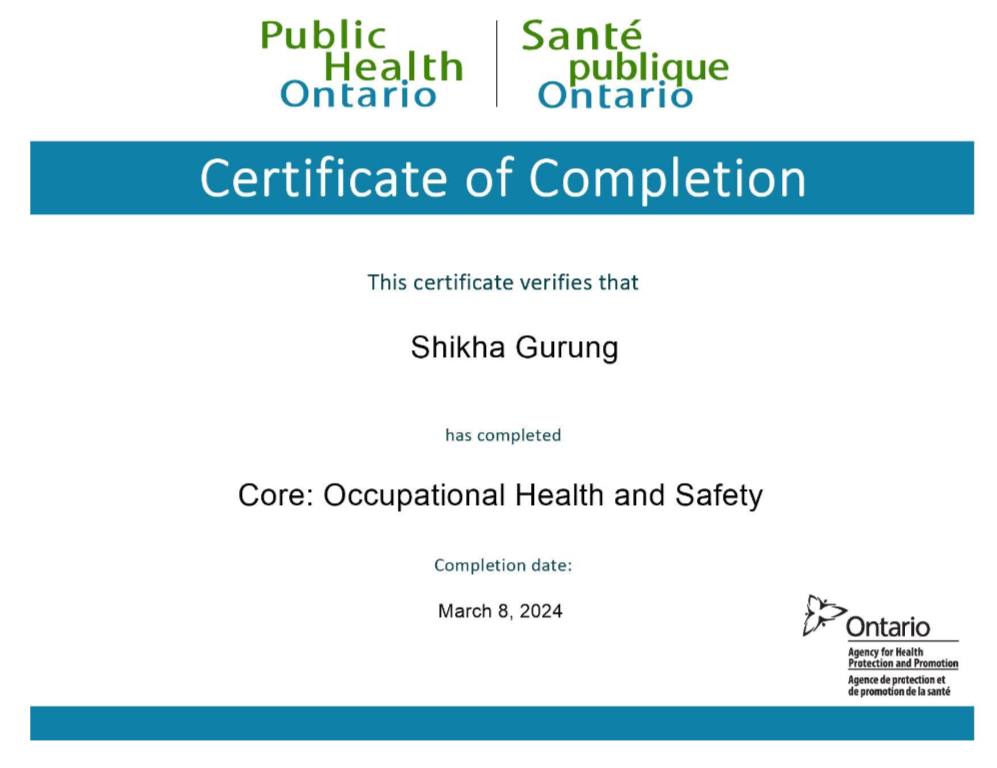 Public
Health
Ontario
Santé
publique
Ontario
Certificate of Completion
This certificate verifies that
Shikha Gurung
has completed
Core: Occupational Health and Safety
Completion date:
March 8, 2024
Ontario
Agency for Health
Protection and Promotion
Agence de protection et
de promotion de la santé